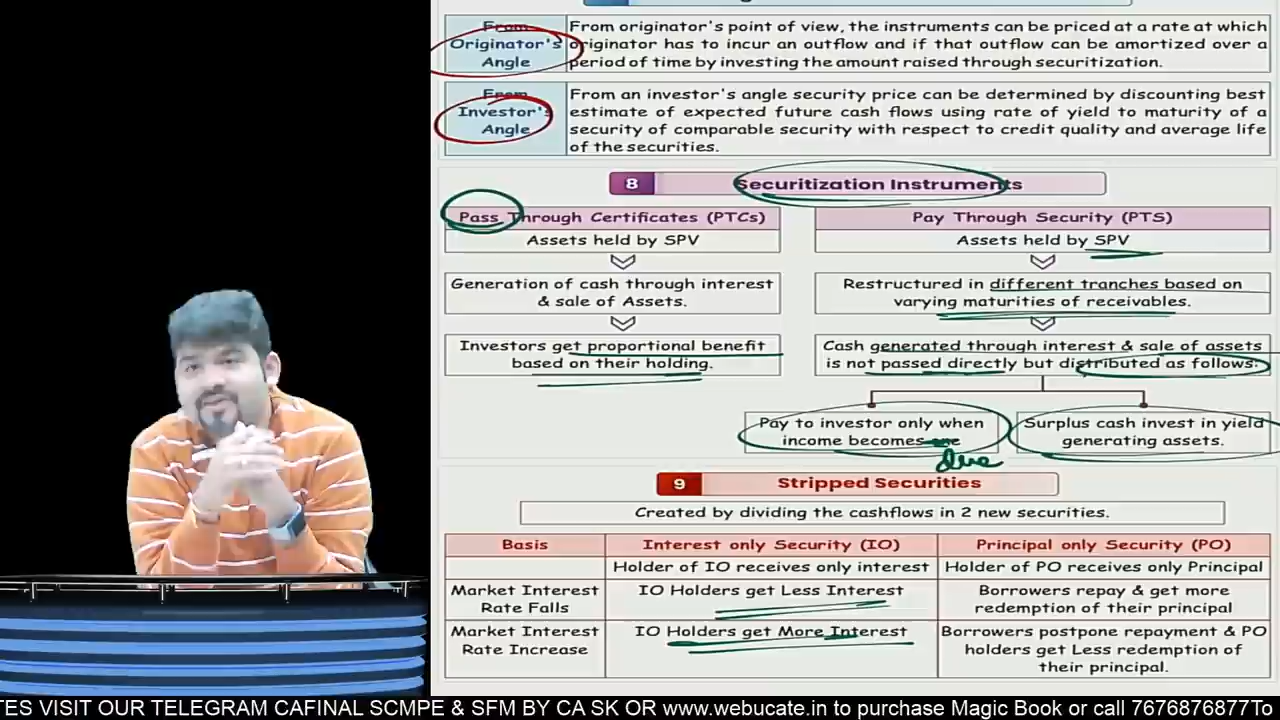 From
Originator's
Angle
From originator's point of view, the instruments can be priced at a rate at which
originator has to incur an outflow and if that outflow can be amortized over a
period of time by investing the amount raised through securitization.
From
Investor's
Angle
From an investor's angle security price can be determined by discounting best
estimate of expected future cash flows using rate of yield to maturity of a
security of comparable security with respect to credit quality and average life
of the securities.
8 Securitization Instruments
Pass Through Certificates (PTCs)
Assets held by SPV
Generation of cash through interest
& sale of Assets.
Investors get proportional benefit
based on their holding.
Pay Through Security (PTS)
Assets held by SPV
Restructured in different tranches based on
varying maturities of receivables.
Cash generated through interest & sale of assets
is not passed directly but distributed as follows:
Pay to investor only when
income becomes
due
Surplus cash invest in yield
generating assets.
9 Stripped Securities
Created by dividing the cashflows in 2 new securities.
Basis Interest only Security (IO) Principal only Security (PO)
Holder of IO receives only interest Holder of PO receives only Principal
Market Interest
Rate Falls
IO Holders get Less Interest
Borrowers repay & get more
redemption of their principal
Market Interest
Rate Increase
IO Holders get More Interest
Borrowers postpone repayment & PO
holders get Less redemption of
their principal.
TES VISIT OUR TELEGRAM CAFINAL SCMPE & SFM BY CA SK OR www.webucate.in to purchase Magic Book or call 7676876877To